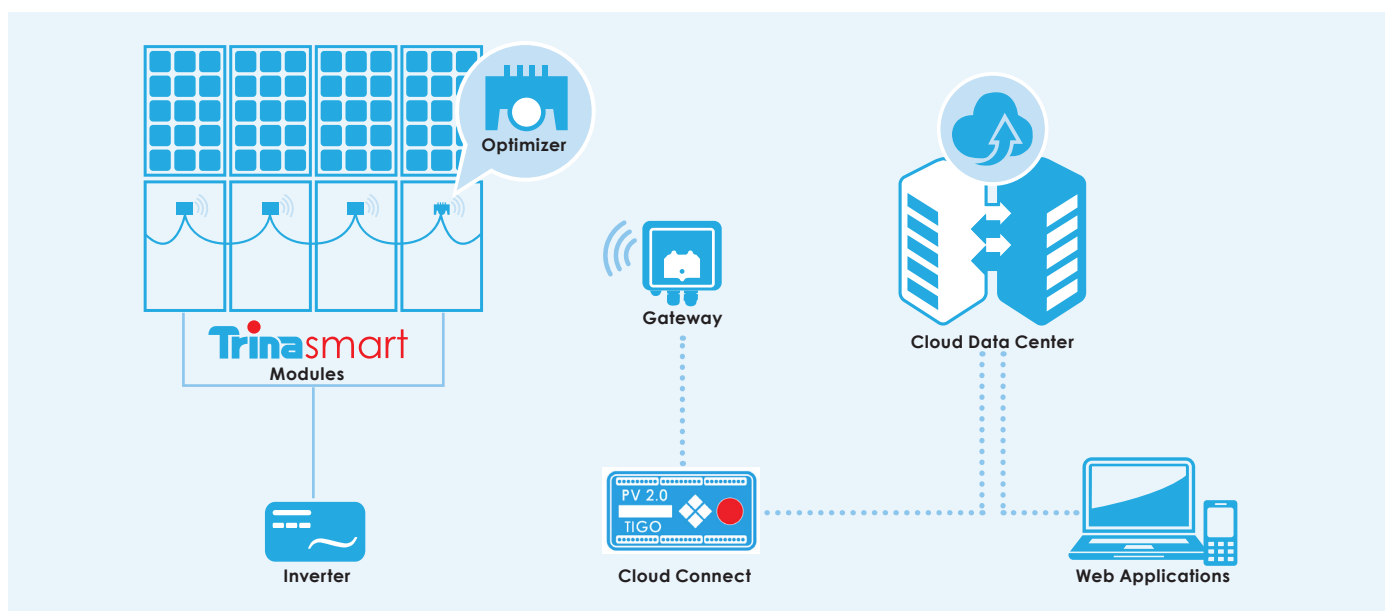 Optimizer
Trinasmart
Modules
Gateway
Cloud Data Center
PV 2.0
TIGO
Inverter
Cloud Connect
Web Applications